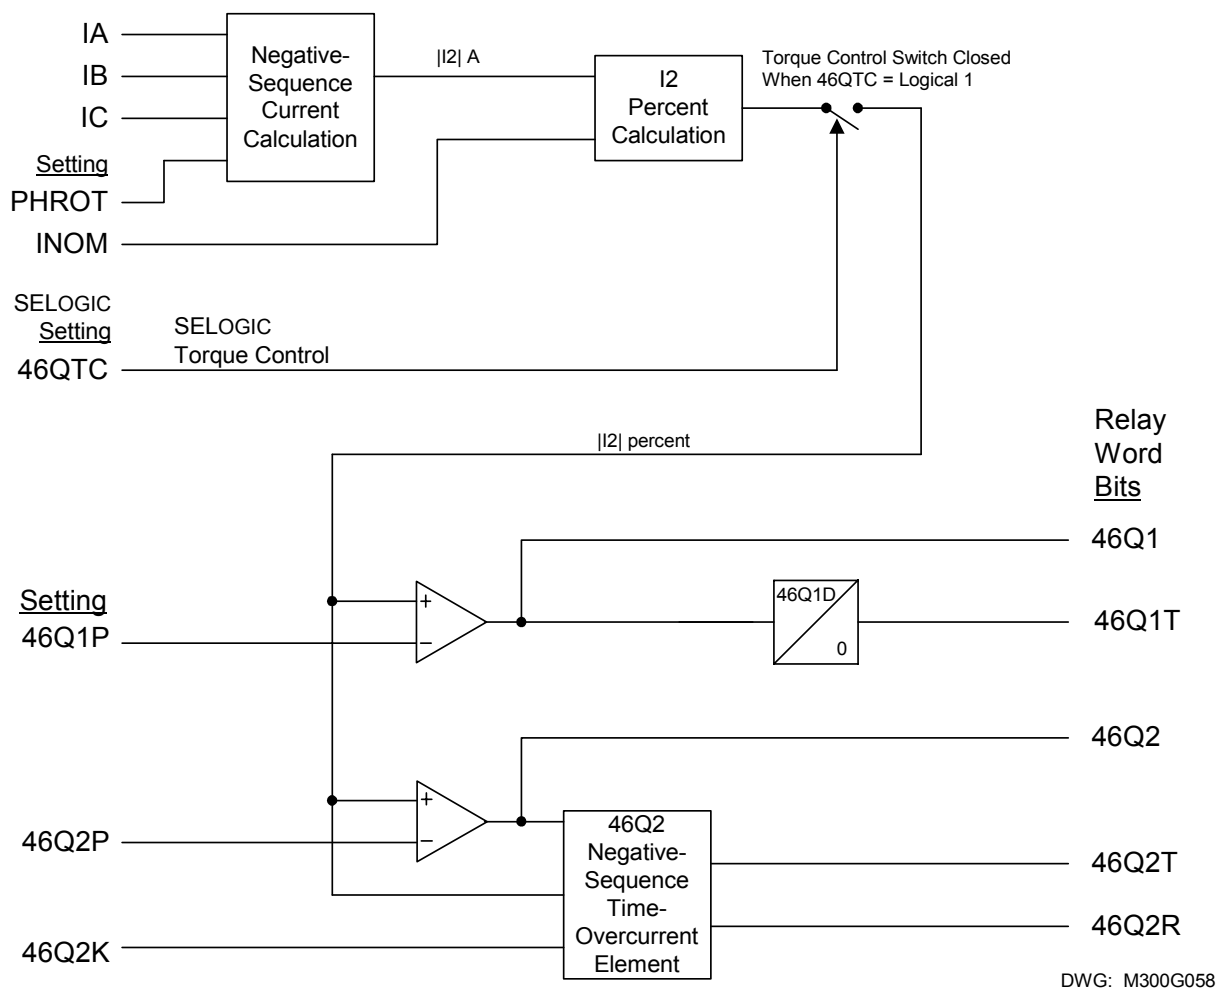 IA
IB
IC
Setting
PHROT
INOM
Negative-
Sequence
Current
Calculation
|I2| A
I2
Percent
Calculation
Torque Control Switch Closed
When 46QTC = Logical 1
SELOGIC
Setting
46QTC
SELOGIC
Torque Control
|I2| percent
Relay
Word
Bits
46Q1
Setting
46Q1P
+
−
46Q1D
0
46Q1T
46Q2
46Q2P
+
−
46Q2
Negative-
Sequence
Time-
Overcurrent
Element
46Q2T
46Q2R
46Q2K
DWG: M300G058